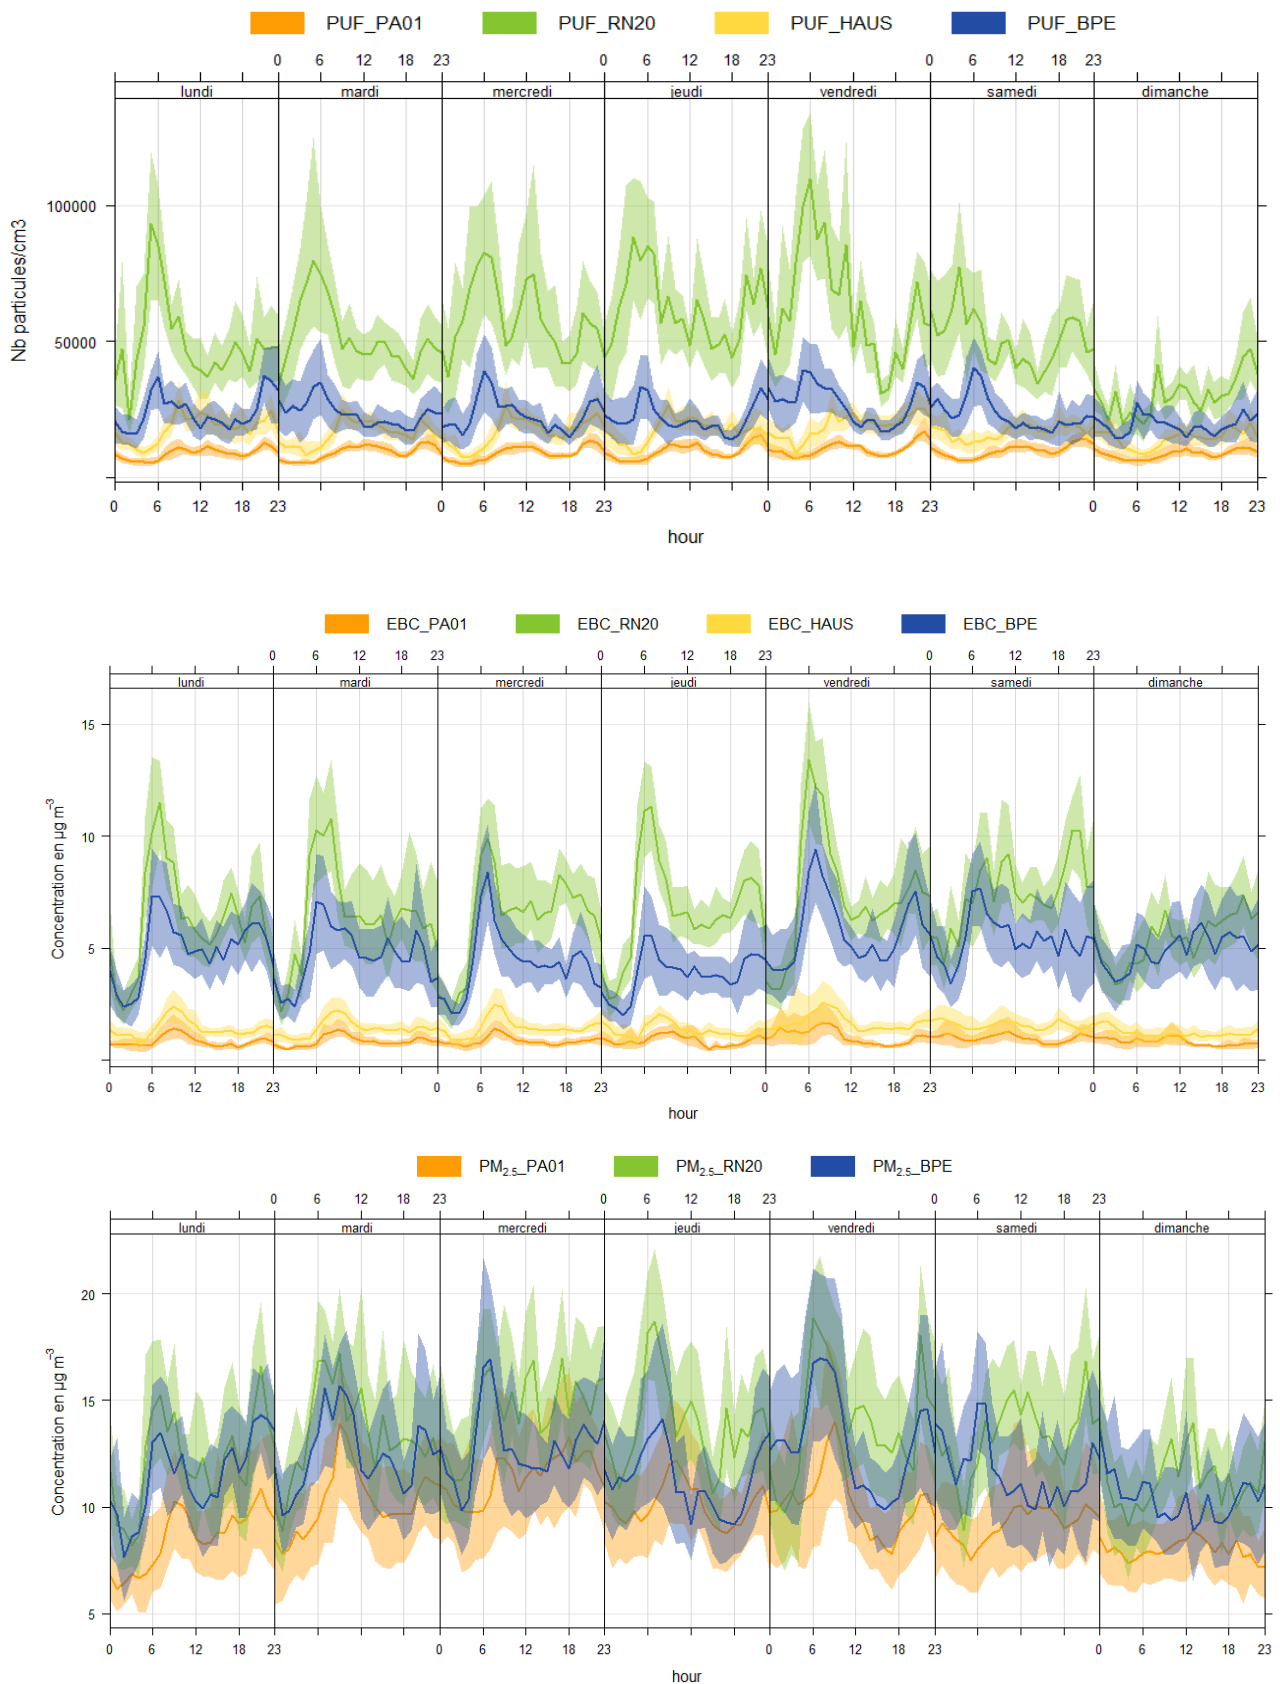 PUF_PA01 PUF_RN20 PUF_HAUS PUF_BPE
0 6 12 18 23 0 6 12 18 23 0 6 12 18 23
lundi mardi mercredi jeudi vendredi samedi dimanche
100000
50000
Nb particules/cm3
0 6 12 18 23 0 6 12 18 23 0 6 12 18 23 0 6 12 18 23
hour
EBC_PA01 EBC_RN20 EBC_HAUS EBC_BPE
0 6 12 18 23 0 6 12 18 23 0 6 12 18 23
lundi mardi mercredi jeudi vendredi samedi dimanche
15
10
5
Concentration en µg m⁻³
0 6 12 18 23 0 6 12 18 23 0 6 12 18 23 0 6 12 18 23
hour
PM₂.₅_PA01 PM₂.₅_RN20 PM₂.₅_BPE
0 6 12 18 23 0 6 12 18 23 0 6 12 18 23
lundi mardi mercredi jeudi vendredi samedi dimanche
20
15
10
5
Concentration en µg m⁻³
0 6 12 18 23 0 6 12 18 23 0 6 12 18 23 0 6 12 18 23
hour